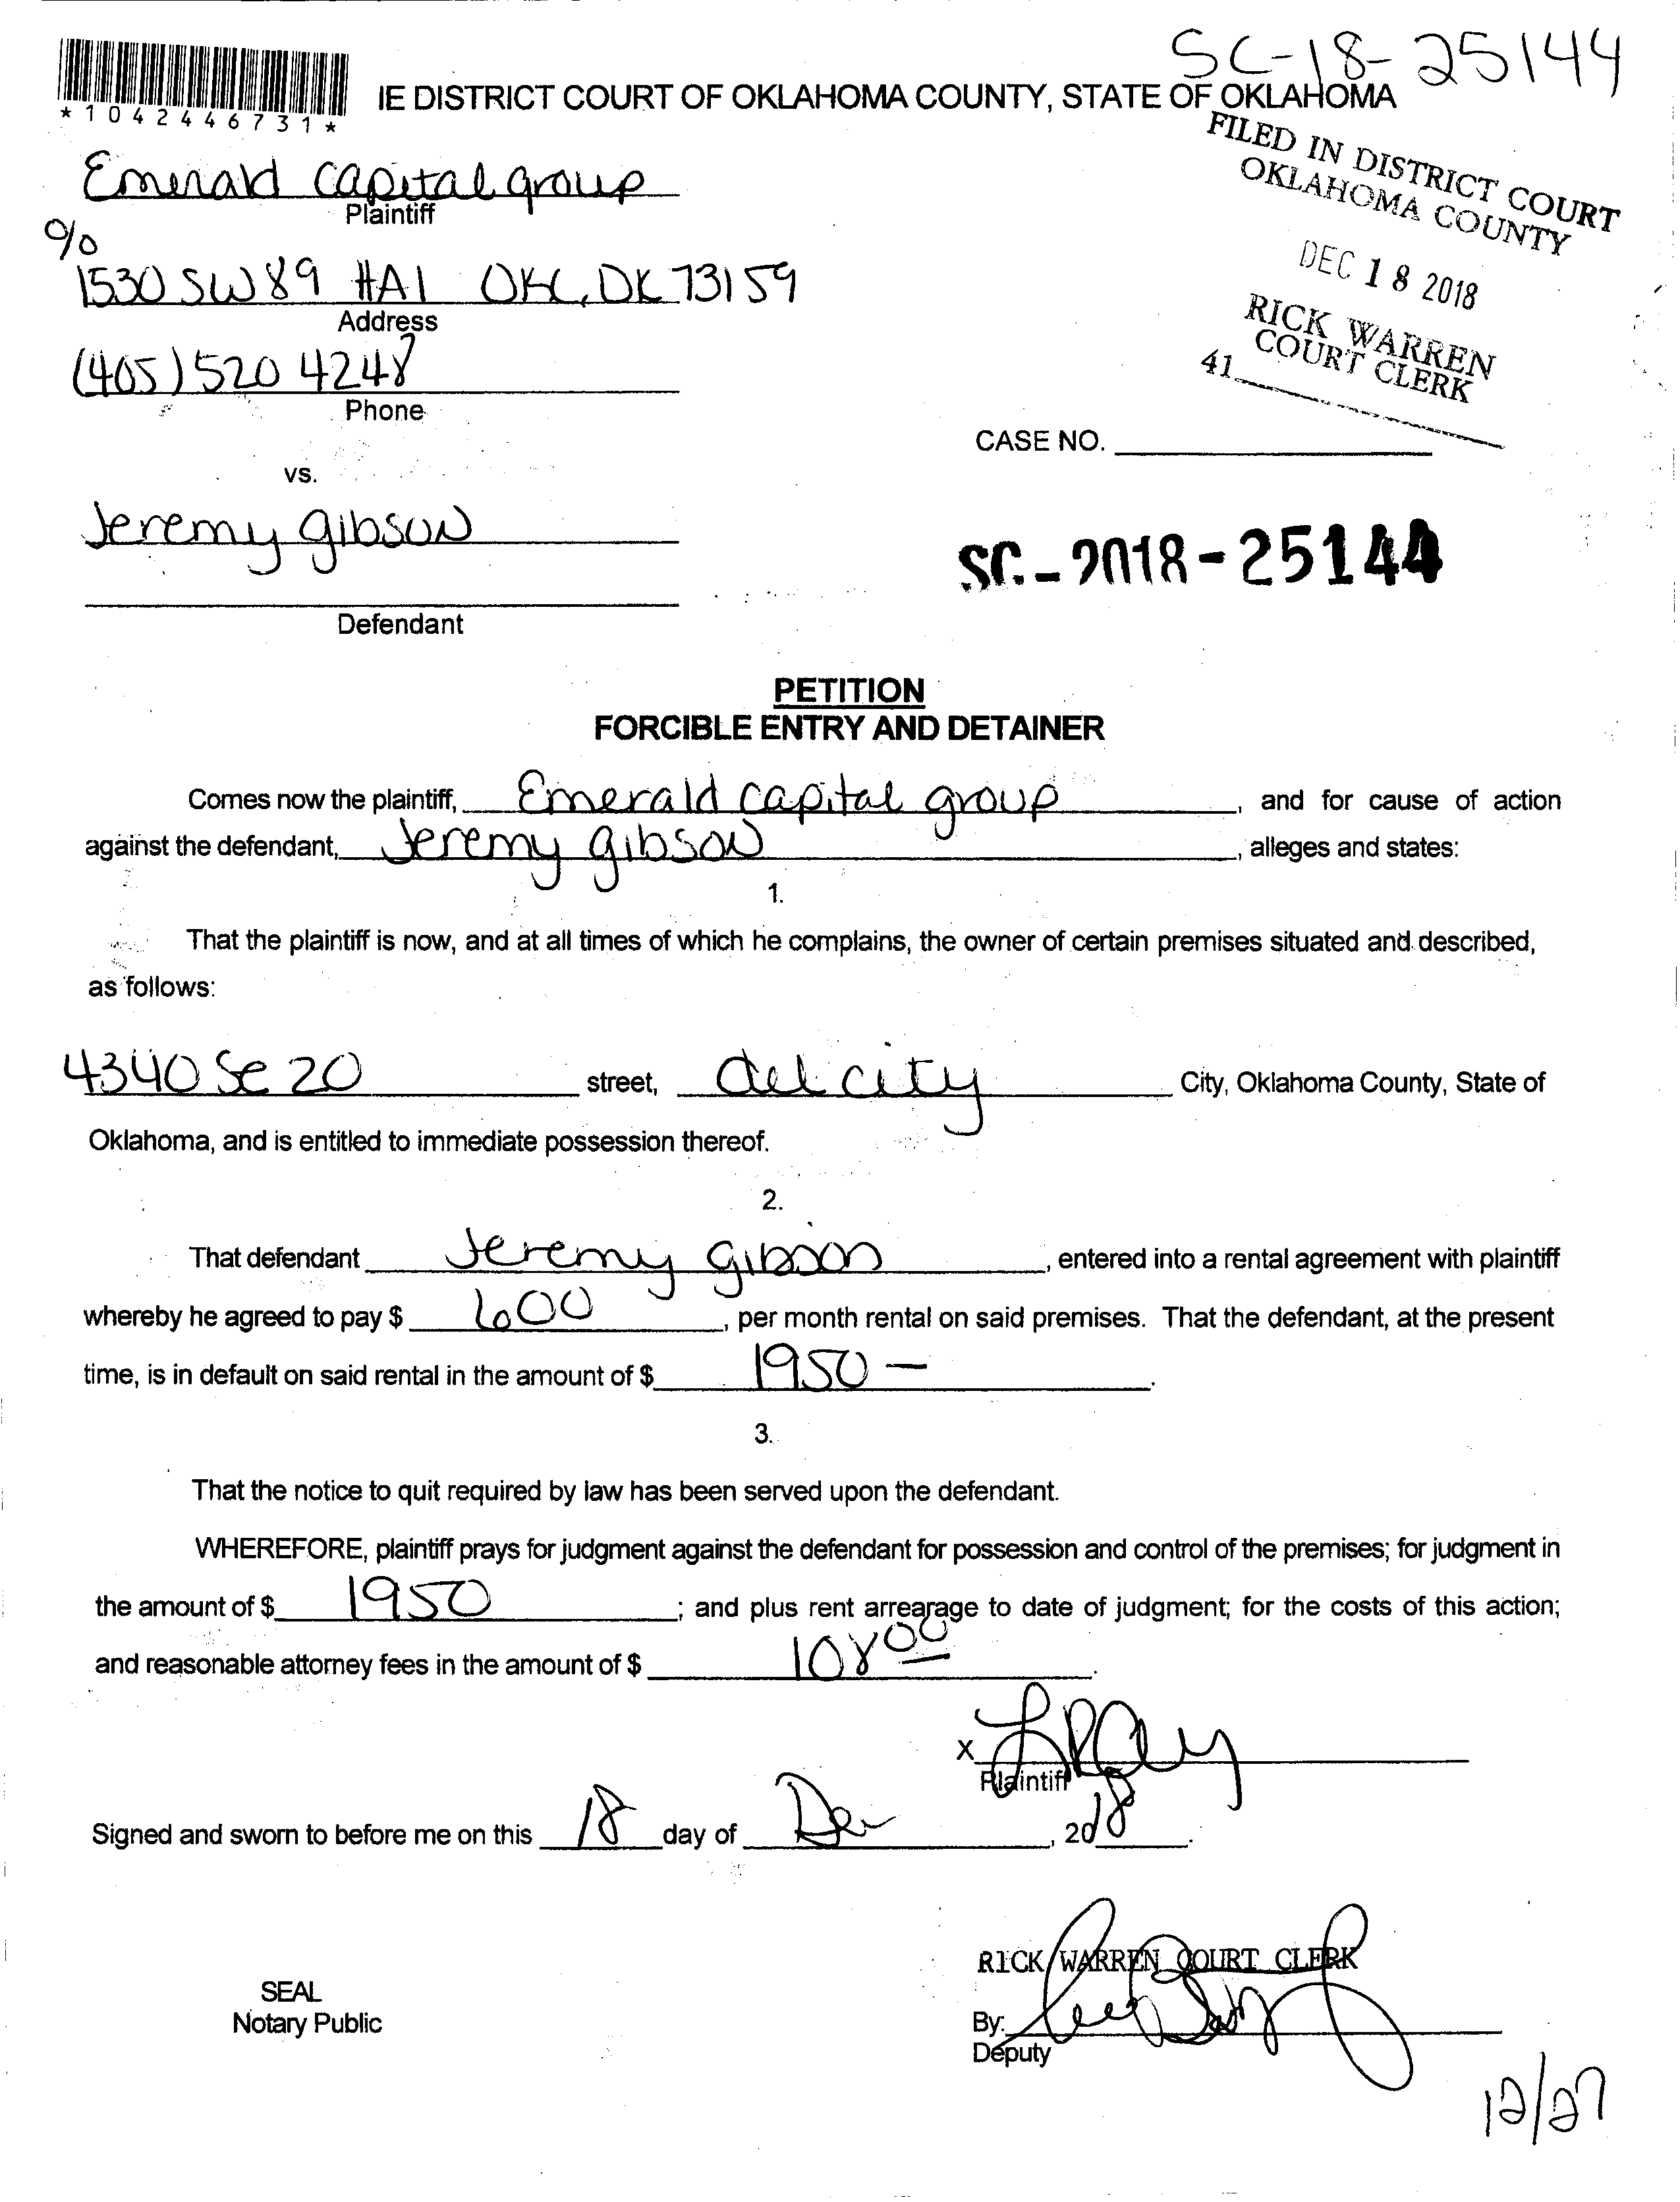 SC-18-25144
*1042446731*
IE DISTRICT COURT OF OKLAHOMA COUNTY, STATE OF OKLAHOMA
FILED IN DISTRICT COURT
OKLAHOMA COUNTY
DEC 18 2018
RICK WARREN
COURT CLERK
41
Emerald capital group
Plaintiff
%
1530 SW 89 #A1 OKC, OK 73159
Address
(405) 520 4248
Phone
CASE NO.
vs.
Jeremy gibson
SC-2018-25144
Defendant
PETITION
FORCIBLE ENTRY AND DETAINER
Comes now the plaintiff, Emerald capital group, and for cause of action
against the defendant, Jeremy gibson, alleges and states:
1.
That the plaintiff is now, and at all times of which he complains, the owner of certain premises situated and described,
as follows:
4340 Se 20 street, del city City, Oklahoma County, State of
Oklahoma, and is entitled to immediate possession thereof.
2.
That defendant Jeremy gibson, entered into a rental agreement with plaintiff
whereby he agreed to pay $ 600, per month rental on said premises. That the defendant, at the present
time, is in default on said rental in the amount of $ 1950 —.
3.
That the notice to quit required by law has been served upon the defendant.
WHEREFORE, plaintiff prays for judgment against the defendant for possession and control of the premises; for judgment in
the amount of $ 1950; and plus rent arrearage to date of judgment; for the costs of this action;
and reasonable attorney fees in the amount of $ 108 00.
X
Plaintiff
Signed and sworn to before me on this 18 day of Dec, 2018.
RICK WARREN COURT CLERK
SEAL
Notary Public
By:
Deputy
12/27